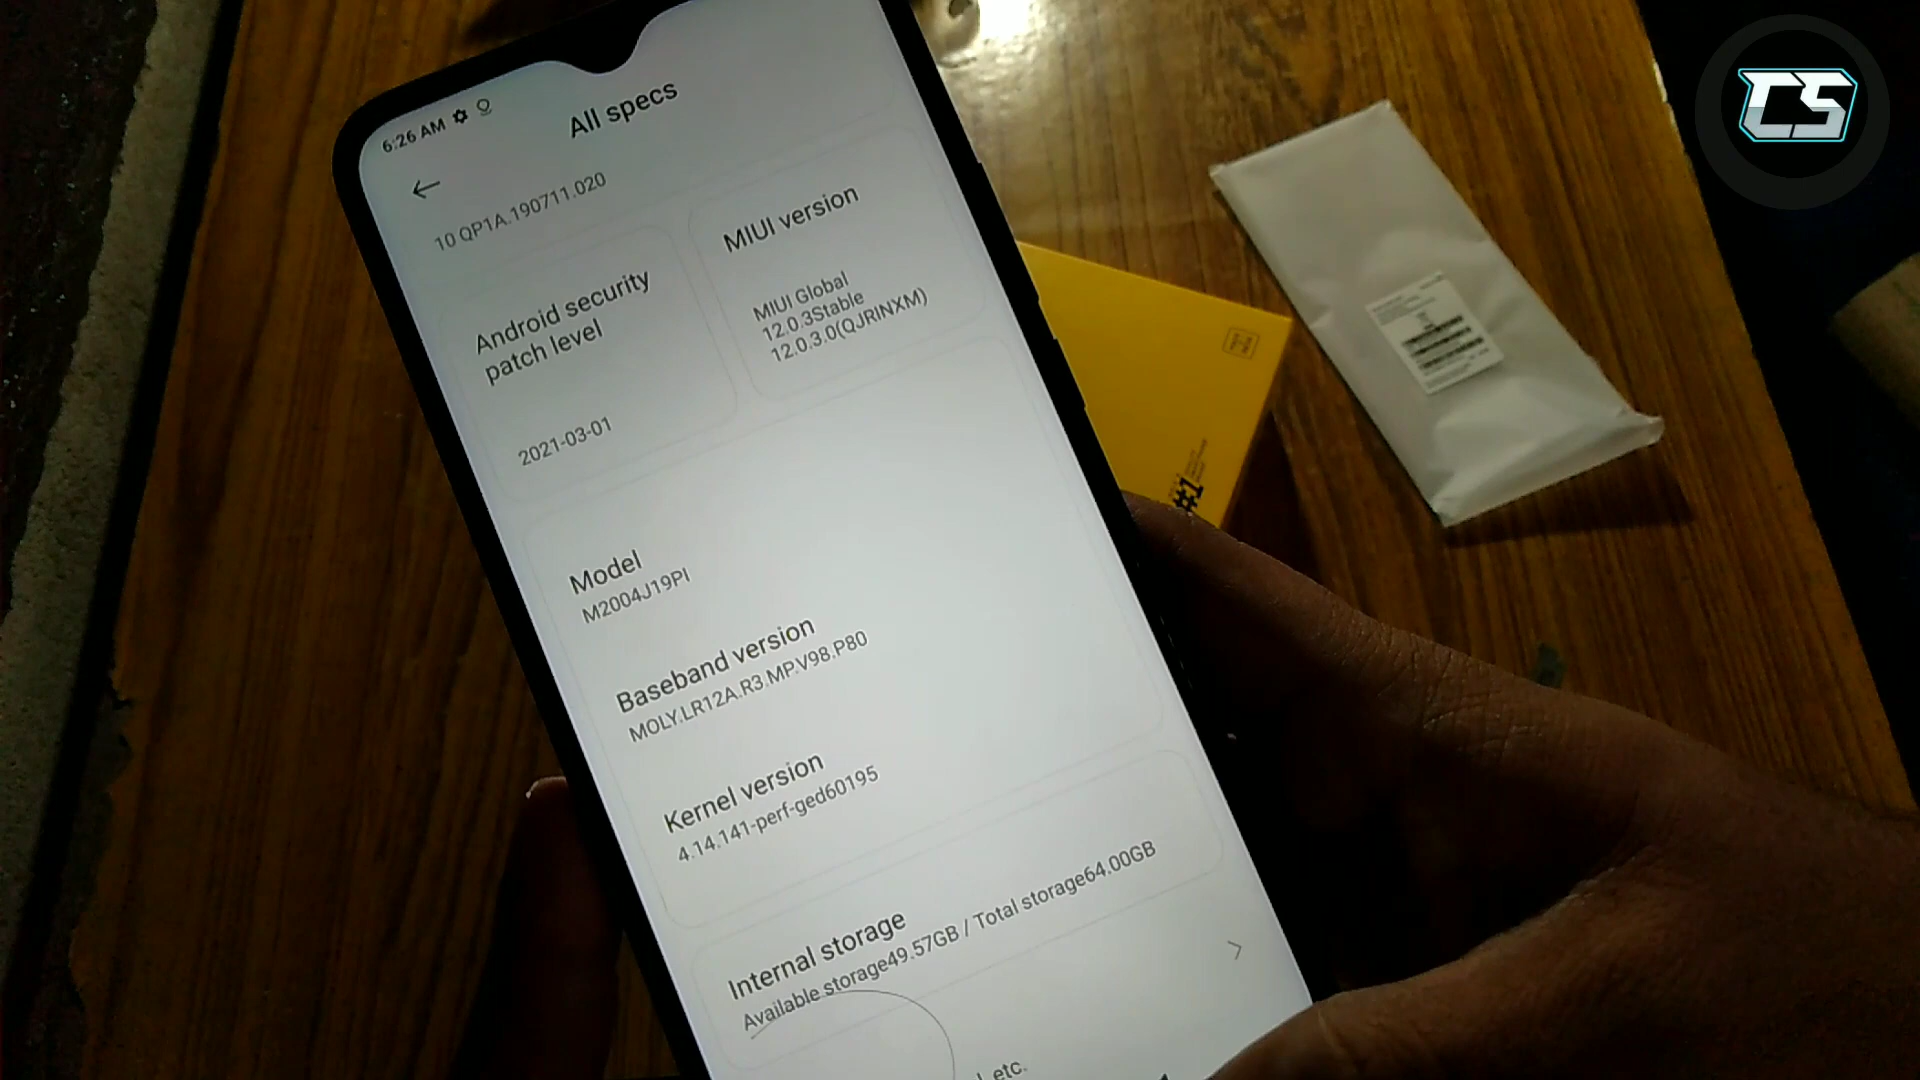 CS
6:26 AM
All specs
10 QP1A.190711.020
Android security
patch level
2021-03-01
MIUI version
MIUI Global
12.0.3Stable
12.0.3.0(QJRINXM)
Model
M2004J19PI
Baseband version
MOLY.LR12A.R3.MP.V98.P80
Kernel version
4.14.141-perf-ged60195
Internal storage
Available storage49.57GB / Total storage64.00GB
etc.
#1